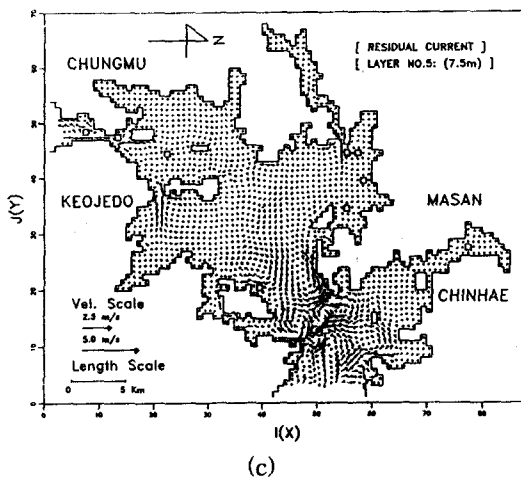 [ RESIDUAL CURRENT ]
[ LAYER NO.5: (7.5m) ]
N
CHUNGMU
KEOJEDO
MASAN
CHINHAE
Vel. Scale
2.5 m/s
5.0 m/s
Length Scale
0 5 Km
J(Y)
0 10 20 30 40 50 60 70 80
I(X)
(c)